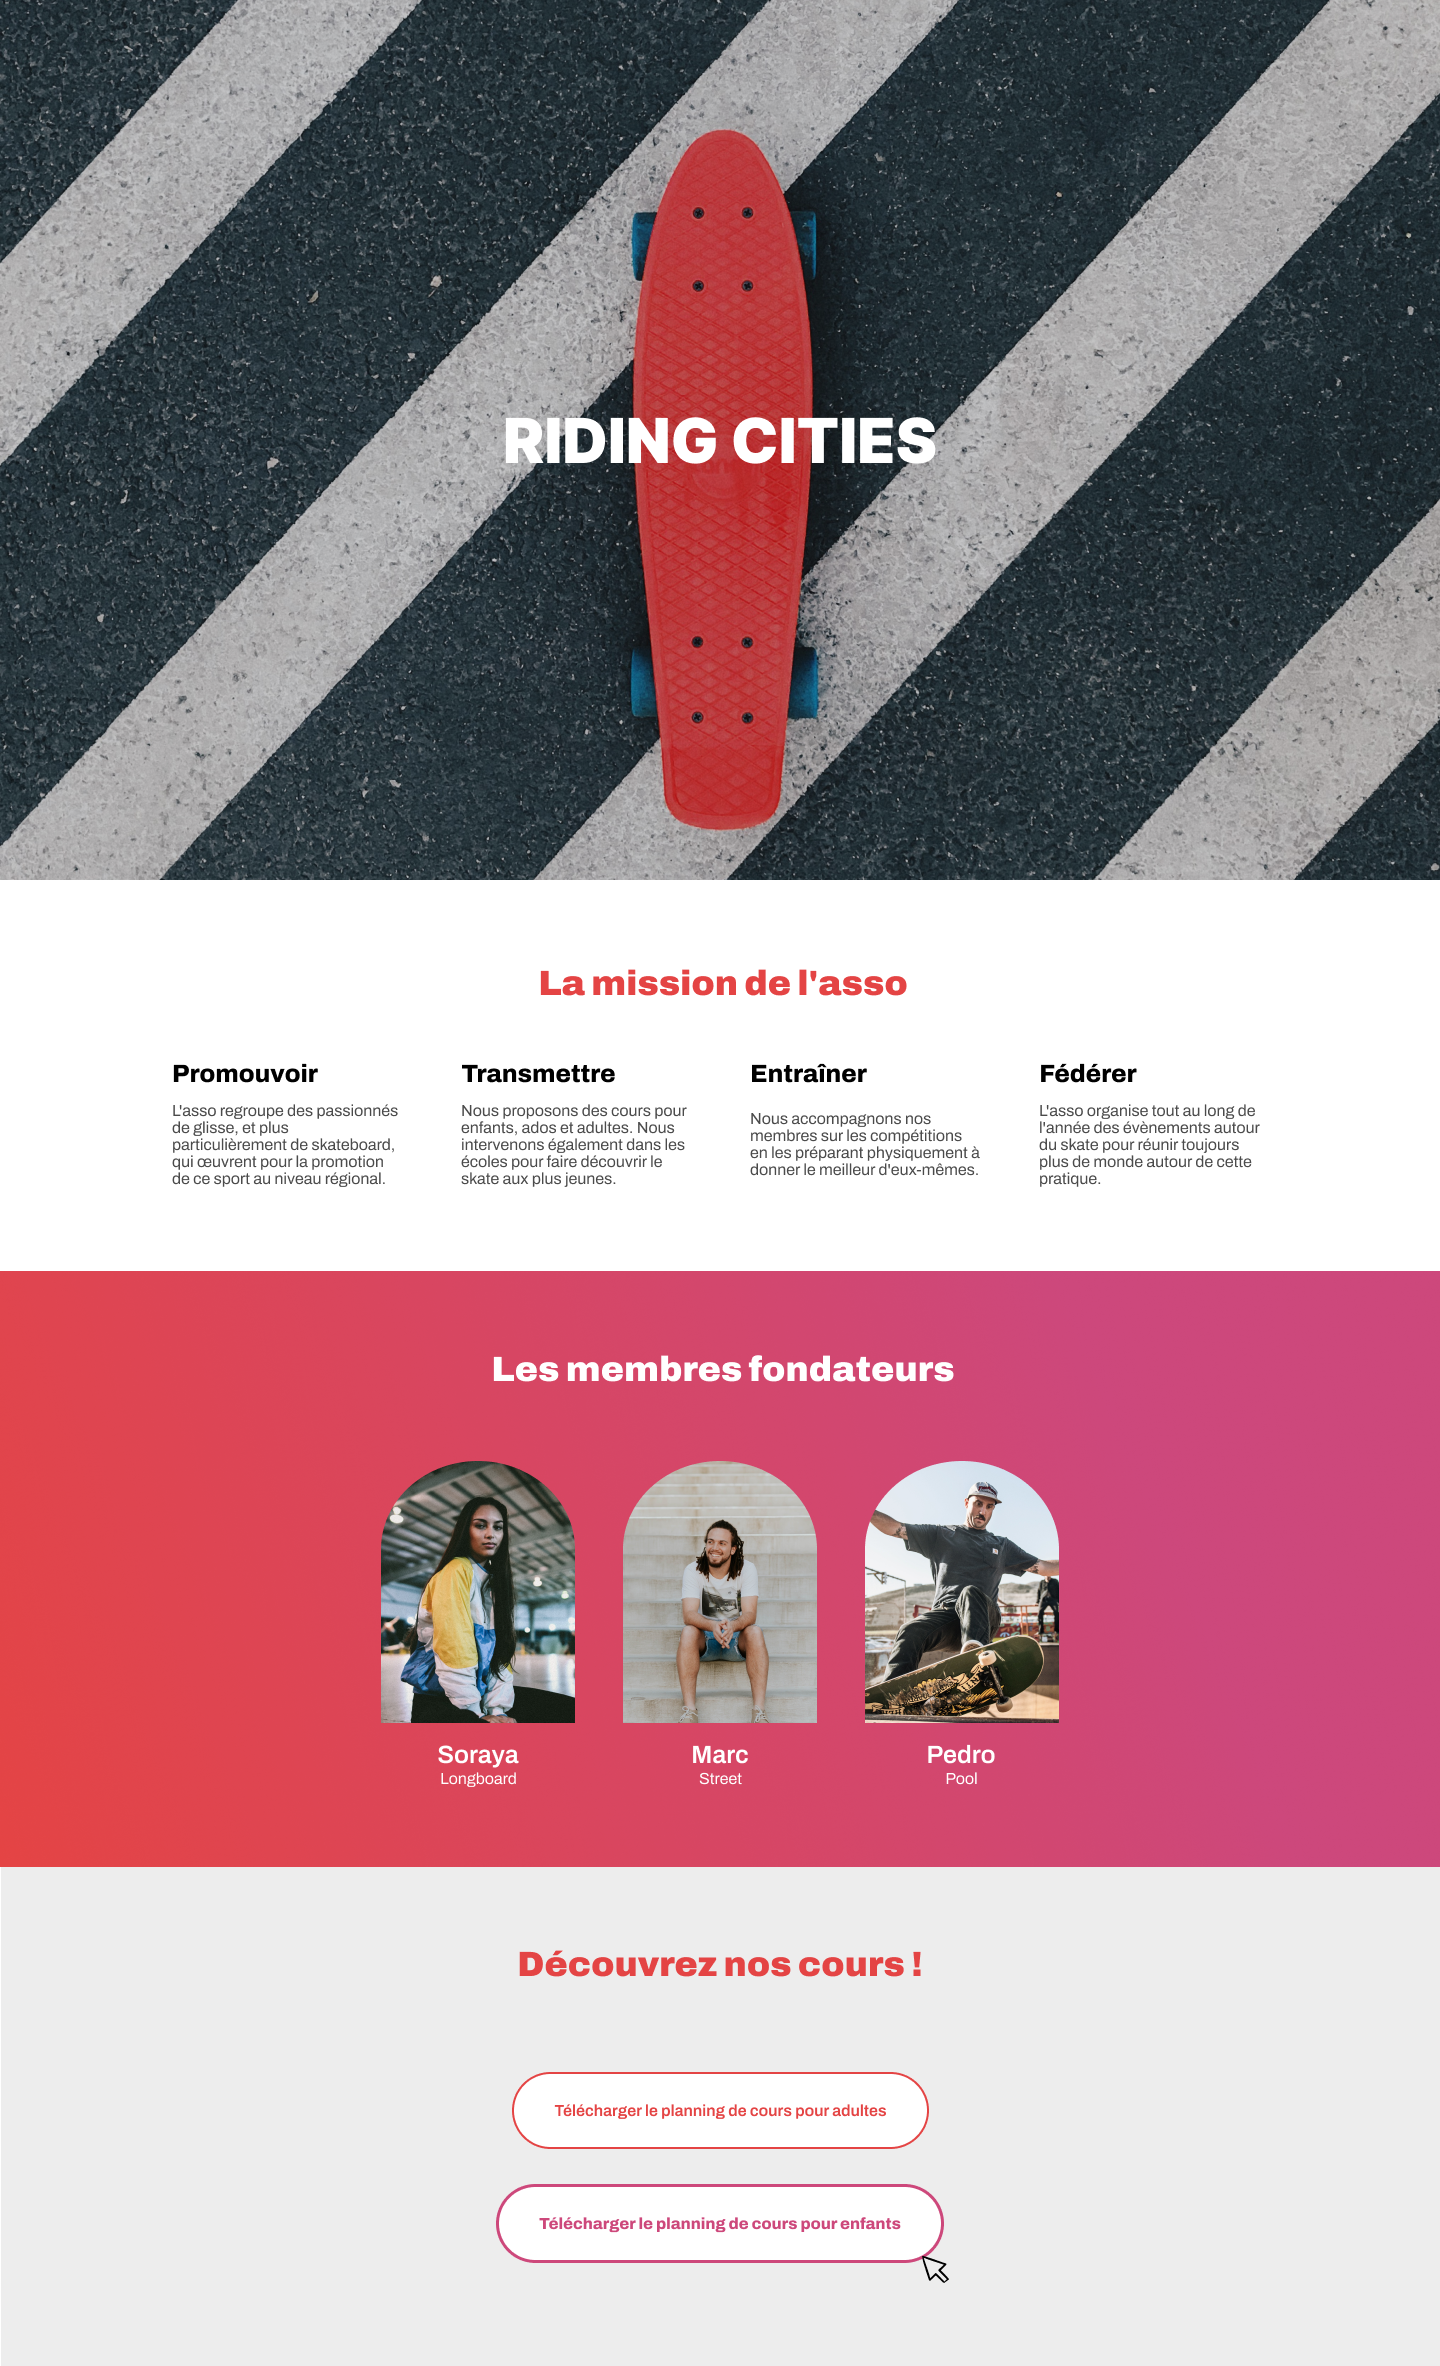 RIDING CITIES
La mission de l'asso
Promouvoir
L'asso regroupe des passionnés
de glisse, et plus
particulièrement de skateboard,
qui œuvrent pour la promotion
de ce sport au niveau régional.
Transmettre
Nous proposons des cours pour
enfants, ados et adultes. Nous
intervenons également dans les
écoles pour faire découvrir le
skate aux plus jeunes.
Entraîner
Nous accompagnons nos
membres sur les compétitions
en les préparant physiquement à
donner le meilleur d'eux-mêmes.
Fédérer
L'asso organise tout au long de
l'année des évènements autour
du skate pour réunir toujours
plus de monde autour de cette
pratique.
Les membres fondateurs
Soraya
Longboard
Marc
Street
Pedro
Pool
Découvrez nos cours !
Télécharger le planning de cours pour adultes
Télécharger le planning de cours pour enfants